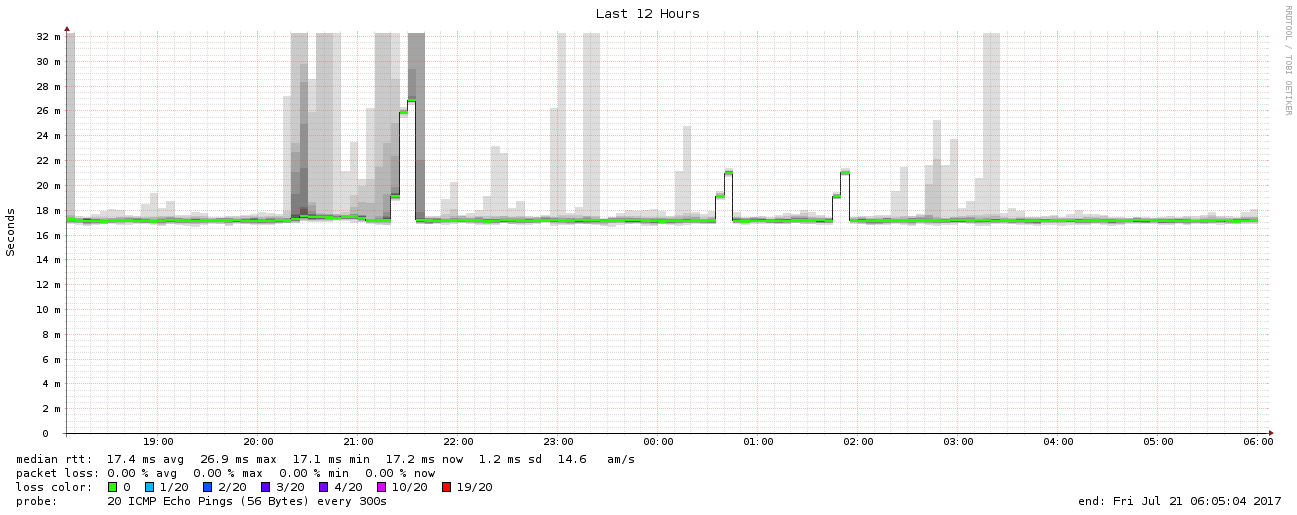 Last 12 Hours
RRDTOOL / TOBI OETIKER
Seconds
32 m
30 m
28 m
26 m
24 m
22 m
20 m
18 m
16 m
14 m
12 m
10 m
8 m
6 m
4 m
2 m
0
19:00 20:00 21:00 22:00 23:00 00:00 01:00 02:00 03:00 04:00 05:00 06:00
median rtt: 17.4 ms avg 26.9 ms max 17.1 ms min 17.2 ms now 1.2 ms sd 14.6 am/s
packet loss: 0.00 % avg 0.00 % max 0.00 % min 0.00 % now
loss color: 0 1/20 2/20 3/20 4/20 10/20 19/20
probe: 20 ICMP Echo Pings (56 Bytes) every 300s end: Fri Jul 21 06:05:04 2017